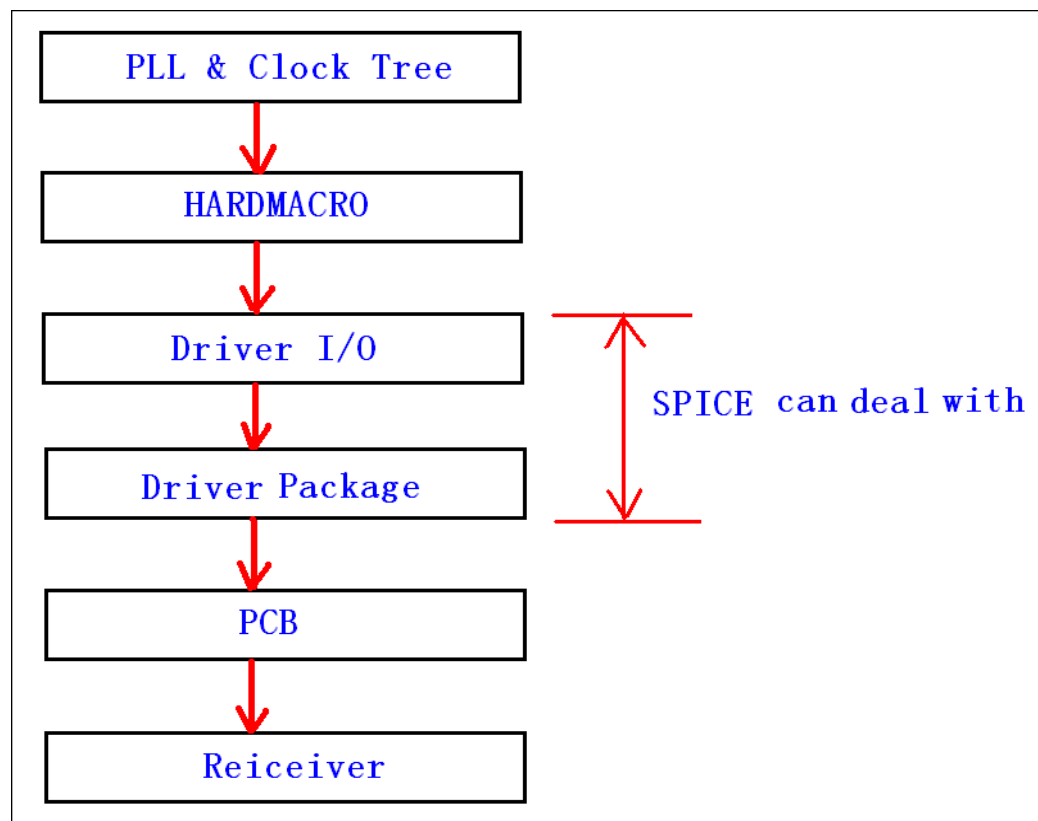 PLL & Clock Tree
HARDMACRO
Driver I/O
SPICE can deal with
Driver Package
PCB
Reiceiver